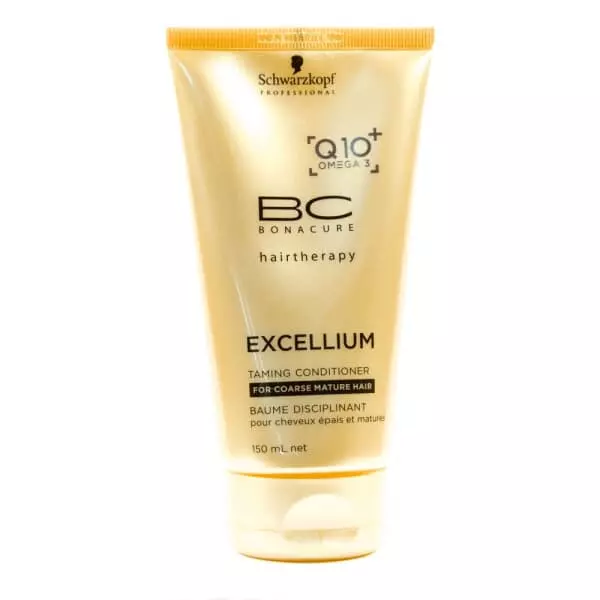 Schwarzkopf
PROFESSIONAL
Q10+
OMEGA 3
BC
BONACURE
hairtherapy
EXCELLIUM
TAMING CONDITIONER
FOR COARSE MATURE HAIR
BAUME DISCIPLINANT
pour cheveux épais et matures
150 mL net